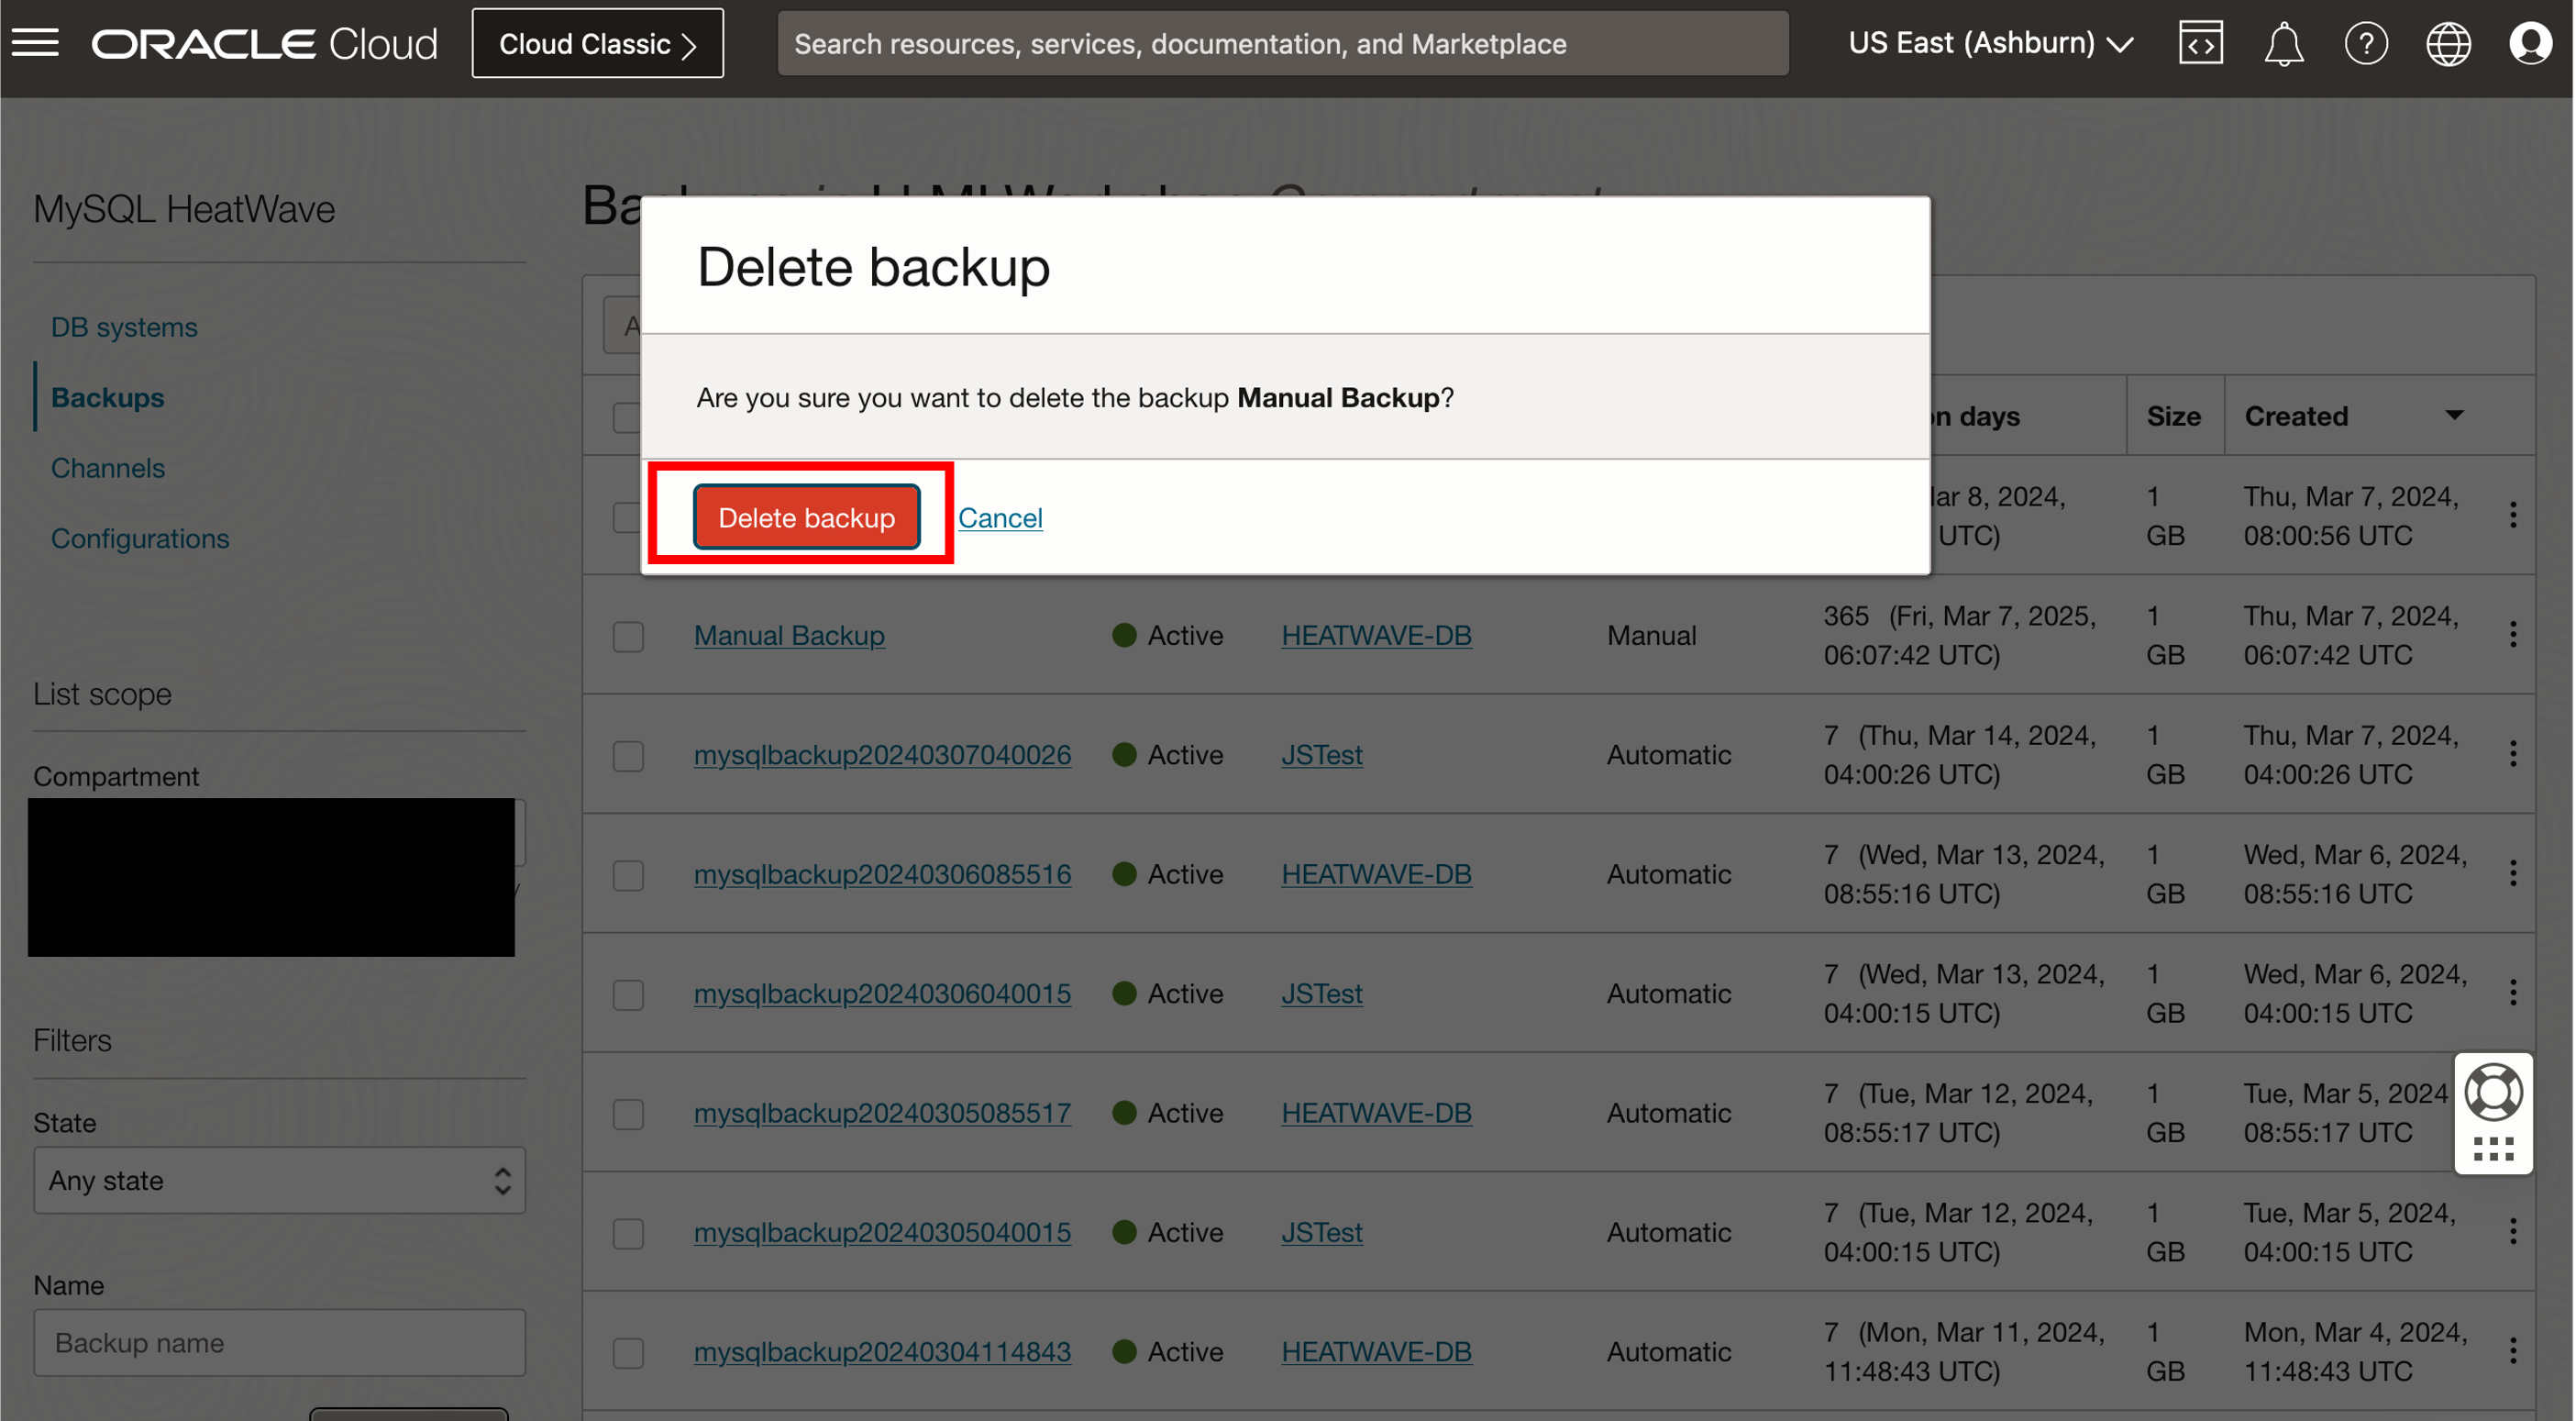 ORACLE Cloud
Cloud Classic
Search resources, services, documentation, and Marketplace
US East (Ashburn)
MySQL HeatWave
DB systems
Backups
Channels
Configurations
List scope
Compartment
Filters
State
Any state
Name
Backup name
Delete backup
Are you sure you want to delete the backup Manual Backup?
Delete backup
Cancel
days
Size
Created
8, 2024,
UTC)
1
GB
Thu, Mar 7, 2024,
08:00:56 UTC
Manual Backup
Active
HEATWAVE-DB
Manual
365 (Fri, Mar 7, 2025,
06:07:42 UTC)
1
GB
Thu, Mar 7, 2024,
06:07:42 UTC
mysqlbackup20240307040026
Active
JSTest
Automatic
7 (Thu, Mar 14, 2024,
04:00:26 UTC)
1
GB
Thu, Mar 7, 2024,
04:00:26 UTC
mysqlbackup20240306085516
Active
HEATWAVE-DB
Automatic
7 (Wed, Mar 13, 2024,
08:55:16 UTC)
1
GB
Wed, Mar 6, 2024,
08:55:16 UTC
mysqlbackup20240306040015
Active
JSTest
Automatic
7 (Wed, Mar 13, 2024,
04:00:15 UTC)
1
GB
Wed, Mar 6, 2024,
04:00:15 UTC
mysqlbackup20240305085517
Active
HEATWAVE-DB
Automatic
7 (Tue, Mar 12, 2024,
08:55:17 UTC)
1
GB
Tue, Mar 5, 2024
08:55:17 UTC
mysqlbackup20240305040015
Active
JSTest
Automatic
7 (Tue, Mar 12, 2024,
04:00:15 UTC)
1
GB
Tue, Mar 5, 2024,
04:00:15 UTC
mysqlbackup20240304114843
Active
HEATWAVE-DB
Automatic
7 (Mon, Mar 11, 2024,
11:48:43 UTC)
1
GB
Mon, Mar 4, 2024,
11:48:43 UTC